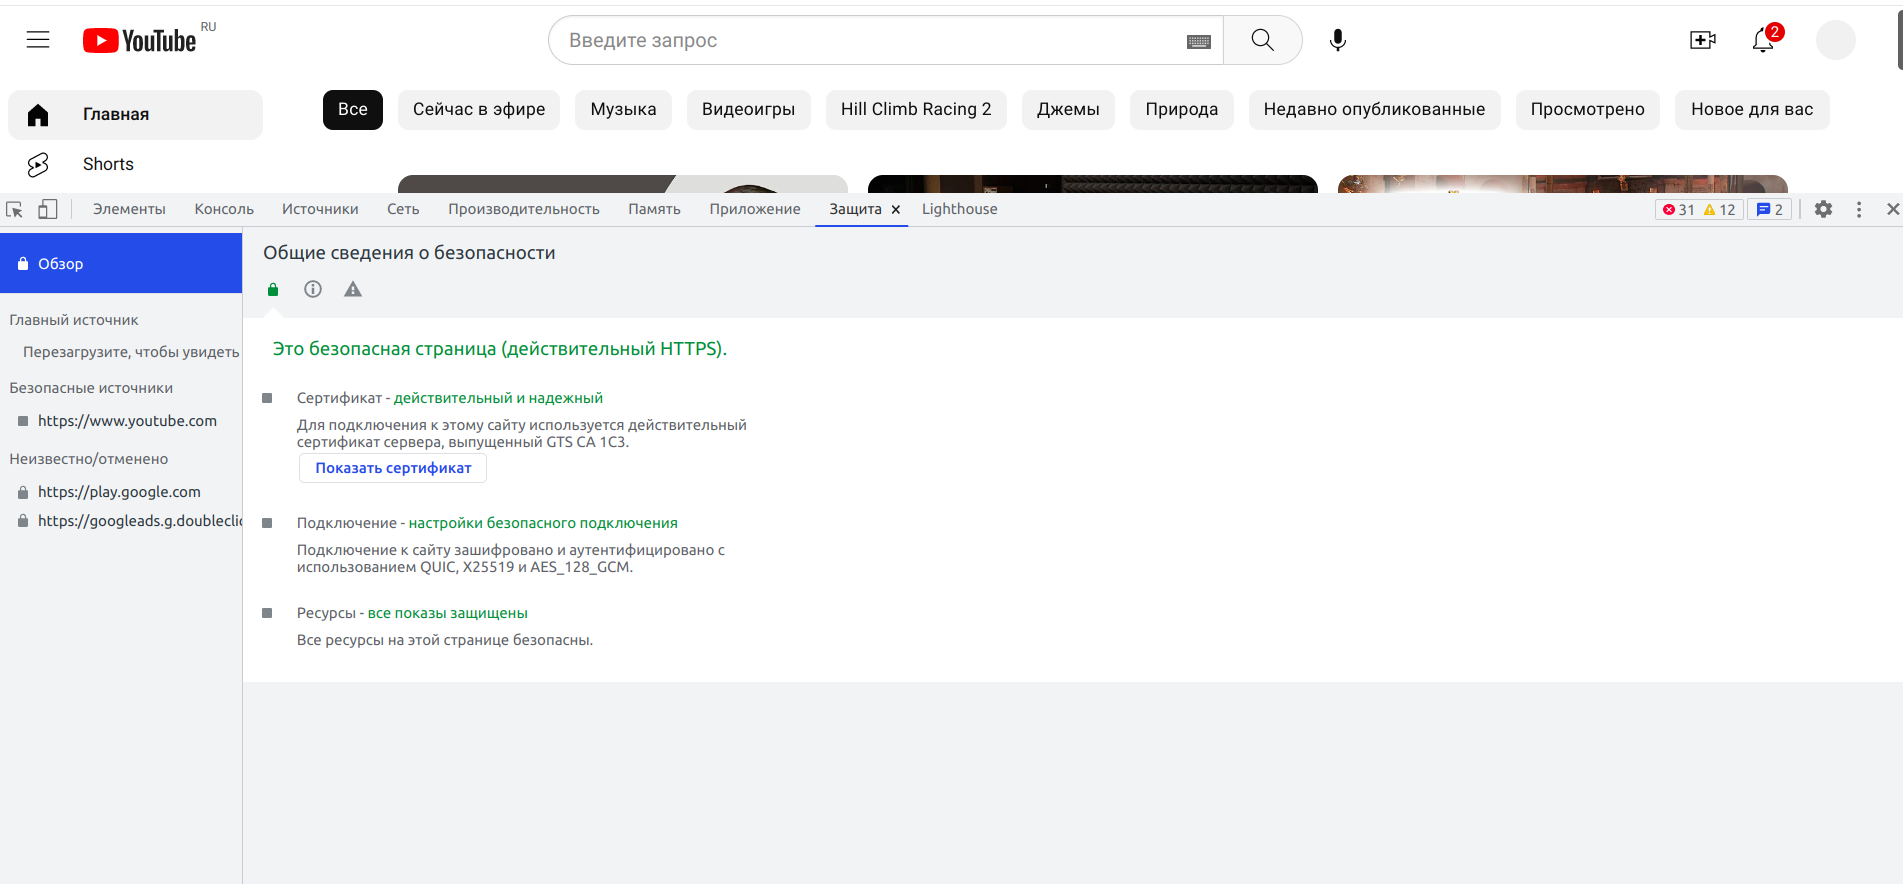 YouTube RU
Введите запрос
2
Главная
Shorts
Все
Сейчас в эфире
Музыка
Видеоигры
Hill Climb Racing 2
Джемы
Природа
Недавно опубликованные
Просмотрено
Новое для вас
Элементы
Консоль
Источники
Сеть
Производительность
Память
Приложение
Защита
Lighthouse
31
12
2
Обзор
Главный источник
Перезагрузите, чтобы увидеть
Безопасные источники
https://www.youtube.com
Неизвестно/отменено
https://play.google.com
https://googleads.g.doublecli
Общие сведения о безопасности
Это безопасная страница (действительный HTTPS).
Сертификат - действительный и надежный
Для подключения к этому сайту используется действительный
сертификат сервера, выпущенный GTS CA 1C3.
Показать сертификат
Подключение - настройки безопасного подключения
Подключение к сайту зашифровано и аутентифицировано с
использованием QUIC, X25519 и AES_128_GCM.
Ресурсы - все показы защищены
Все ресурсы на этой странице безопасны.